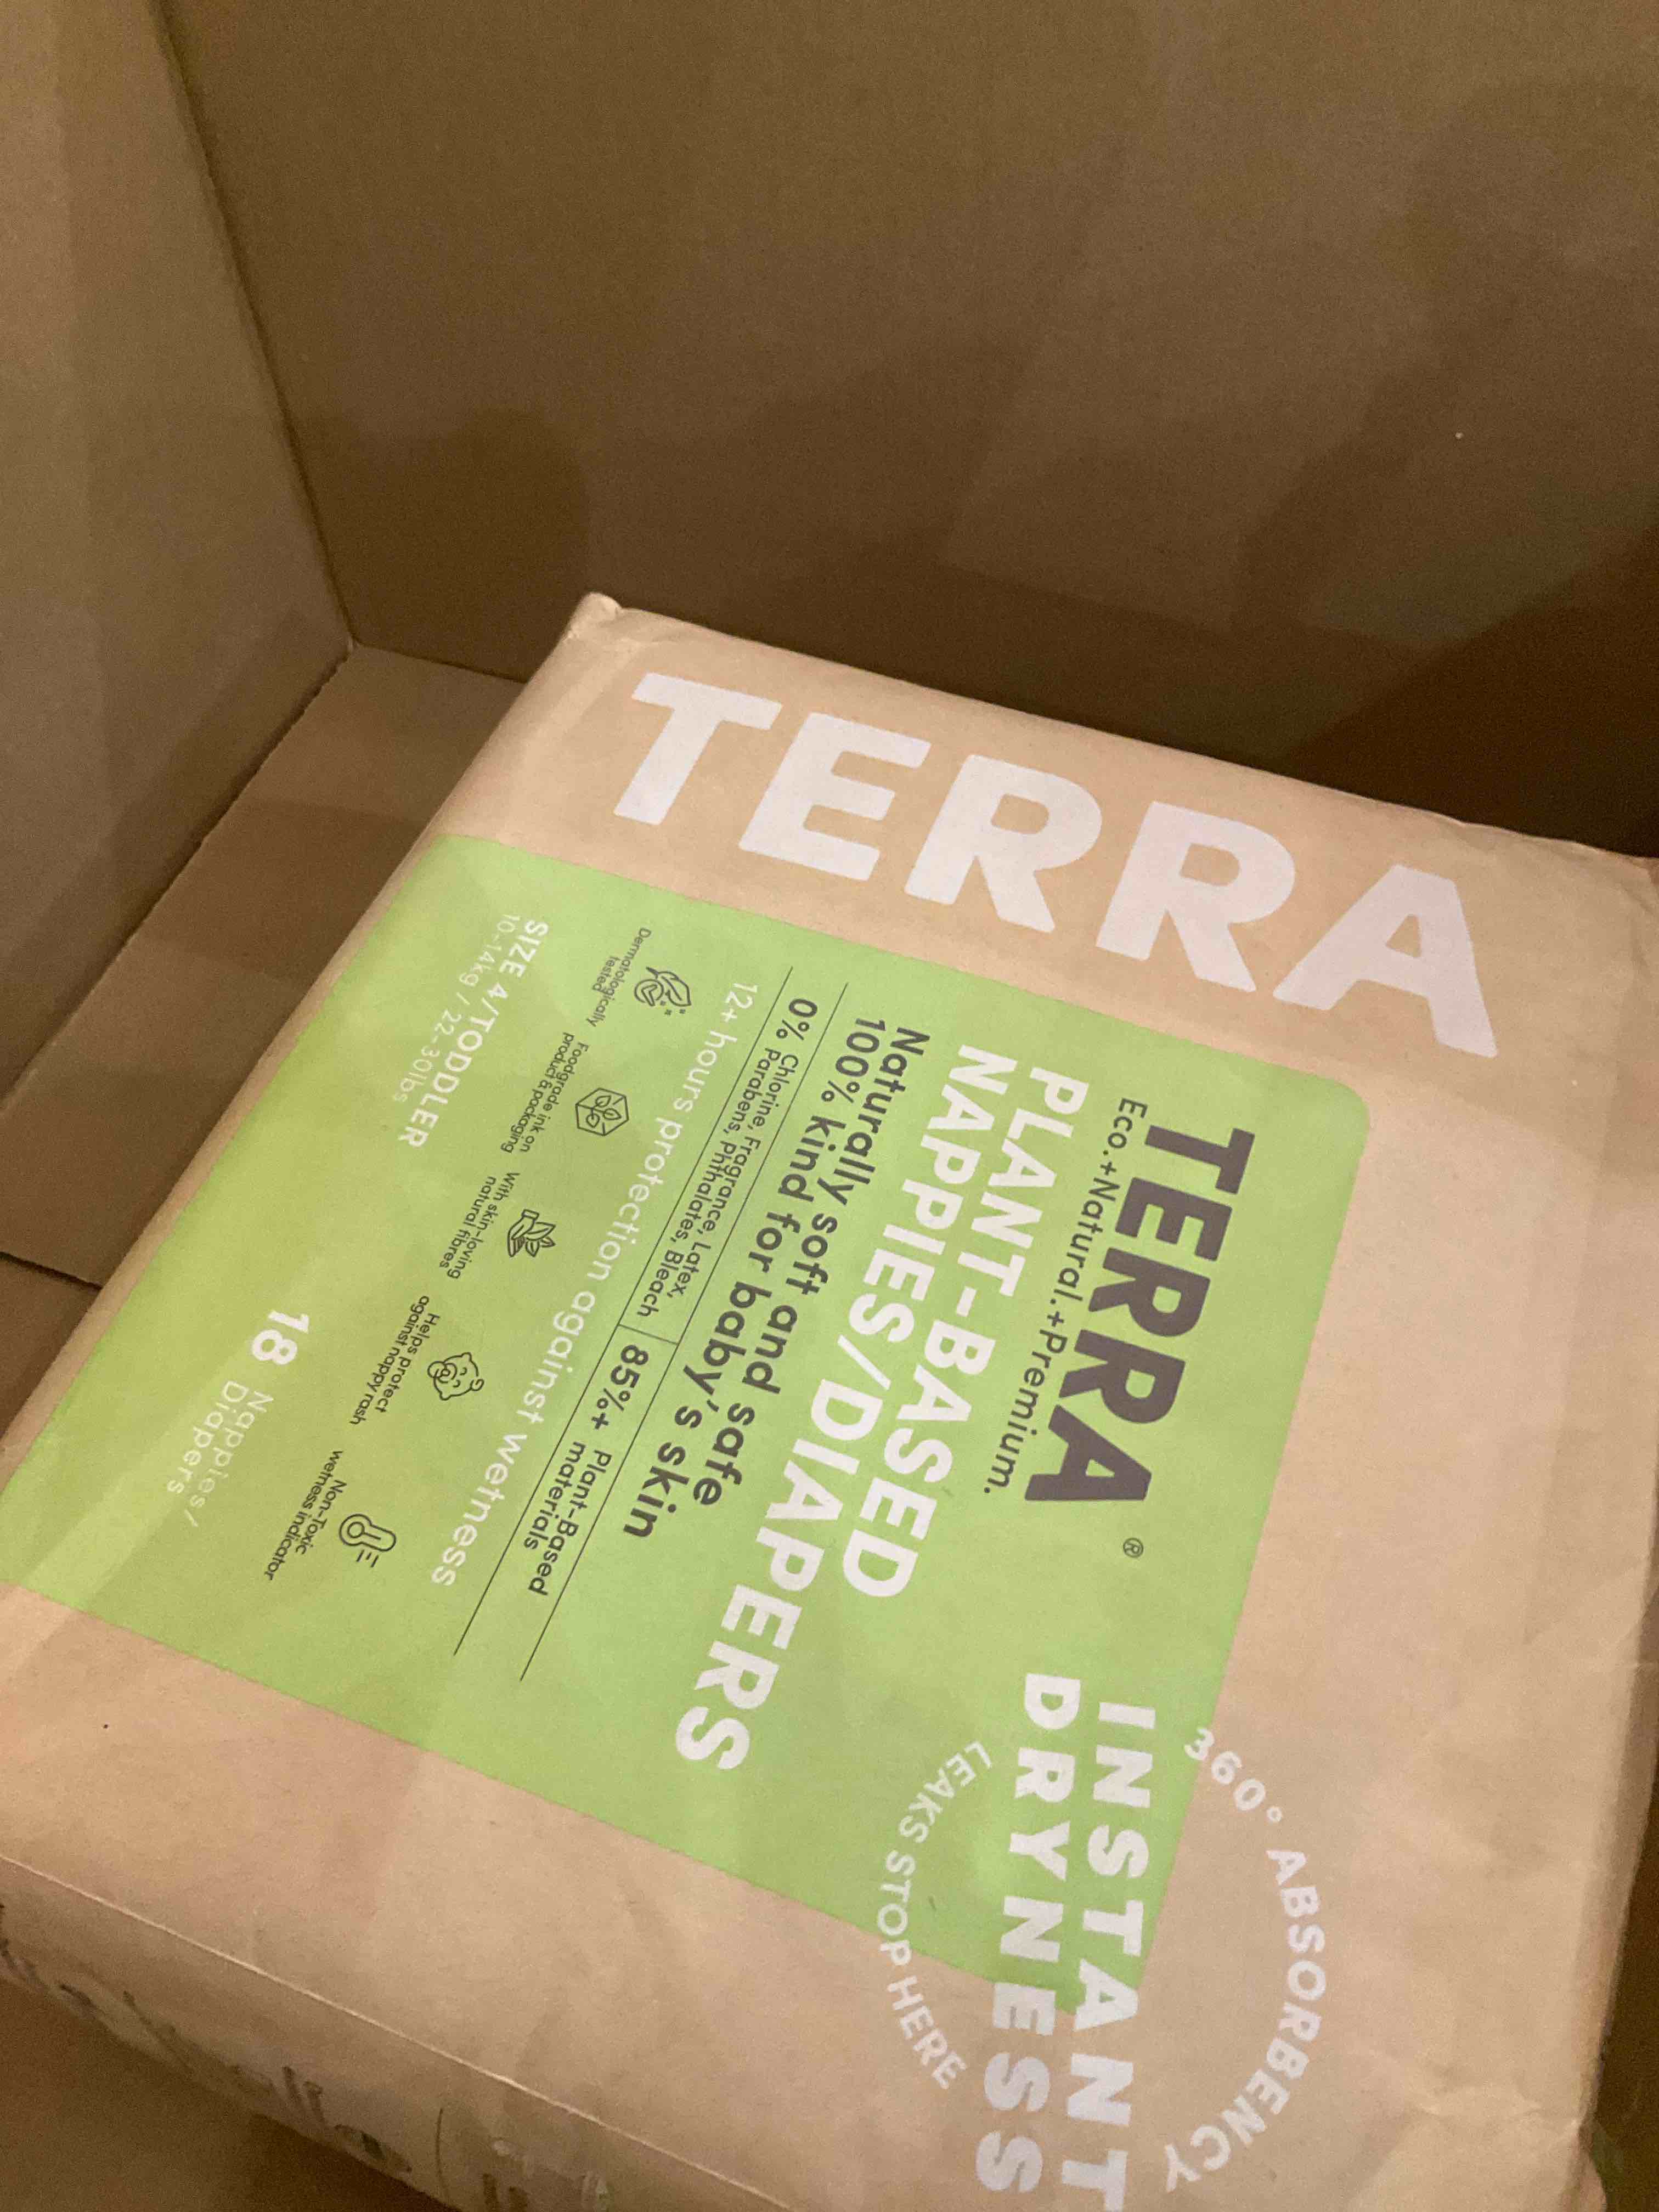 TERRA
TERRA ®
Eco.+Natural.+Premium.
PLANT-BASED
NAPPIES/DIAPERS
Naturally soft and safe
100% kind for baby's skin
0% Chlorine, Fragrance, Latex,
Parabens, Phthalates, Bleach
85%+ Plant-Based
materials
12+ hours protection against wetness
Dermatologically
tested
Foodgrade ink on
product & packaging
With skin-loving
natural fibres
Helps protect
against nappy rash
Non-Toxic
wetness indicator
SIZE 4/TODDLER
10-14kg / 22-30lbs
18 Nappies/
Diapers
360° ABSORBENCY
INSTANT
DRYNESS
LEAKS STOP HERE